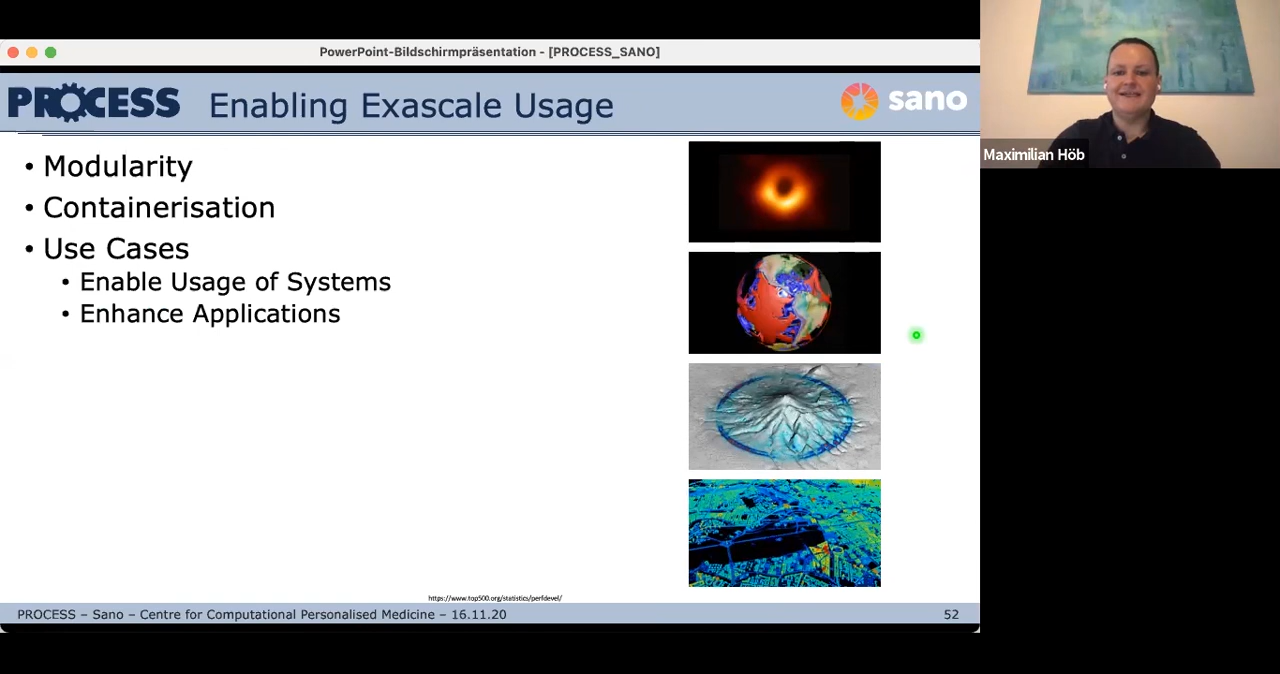 PowerPoint-Bildschirmpräsentation - [PROCESS_SANO]
PROCESS
Enabling Exascale Usage
sano
Maximilian Höb
• Modularity
• Containerisation
• Use Cases
• Enable Usage of Systems
• Enhance Applications
https://www.top500.org/statistics/perfdevel/
PROCESS – Sano – Centre for Computational Personalised Medicine – 16.11.20
52